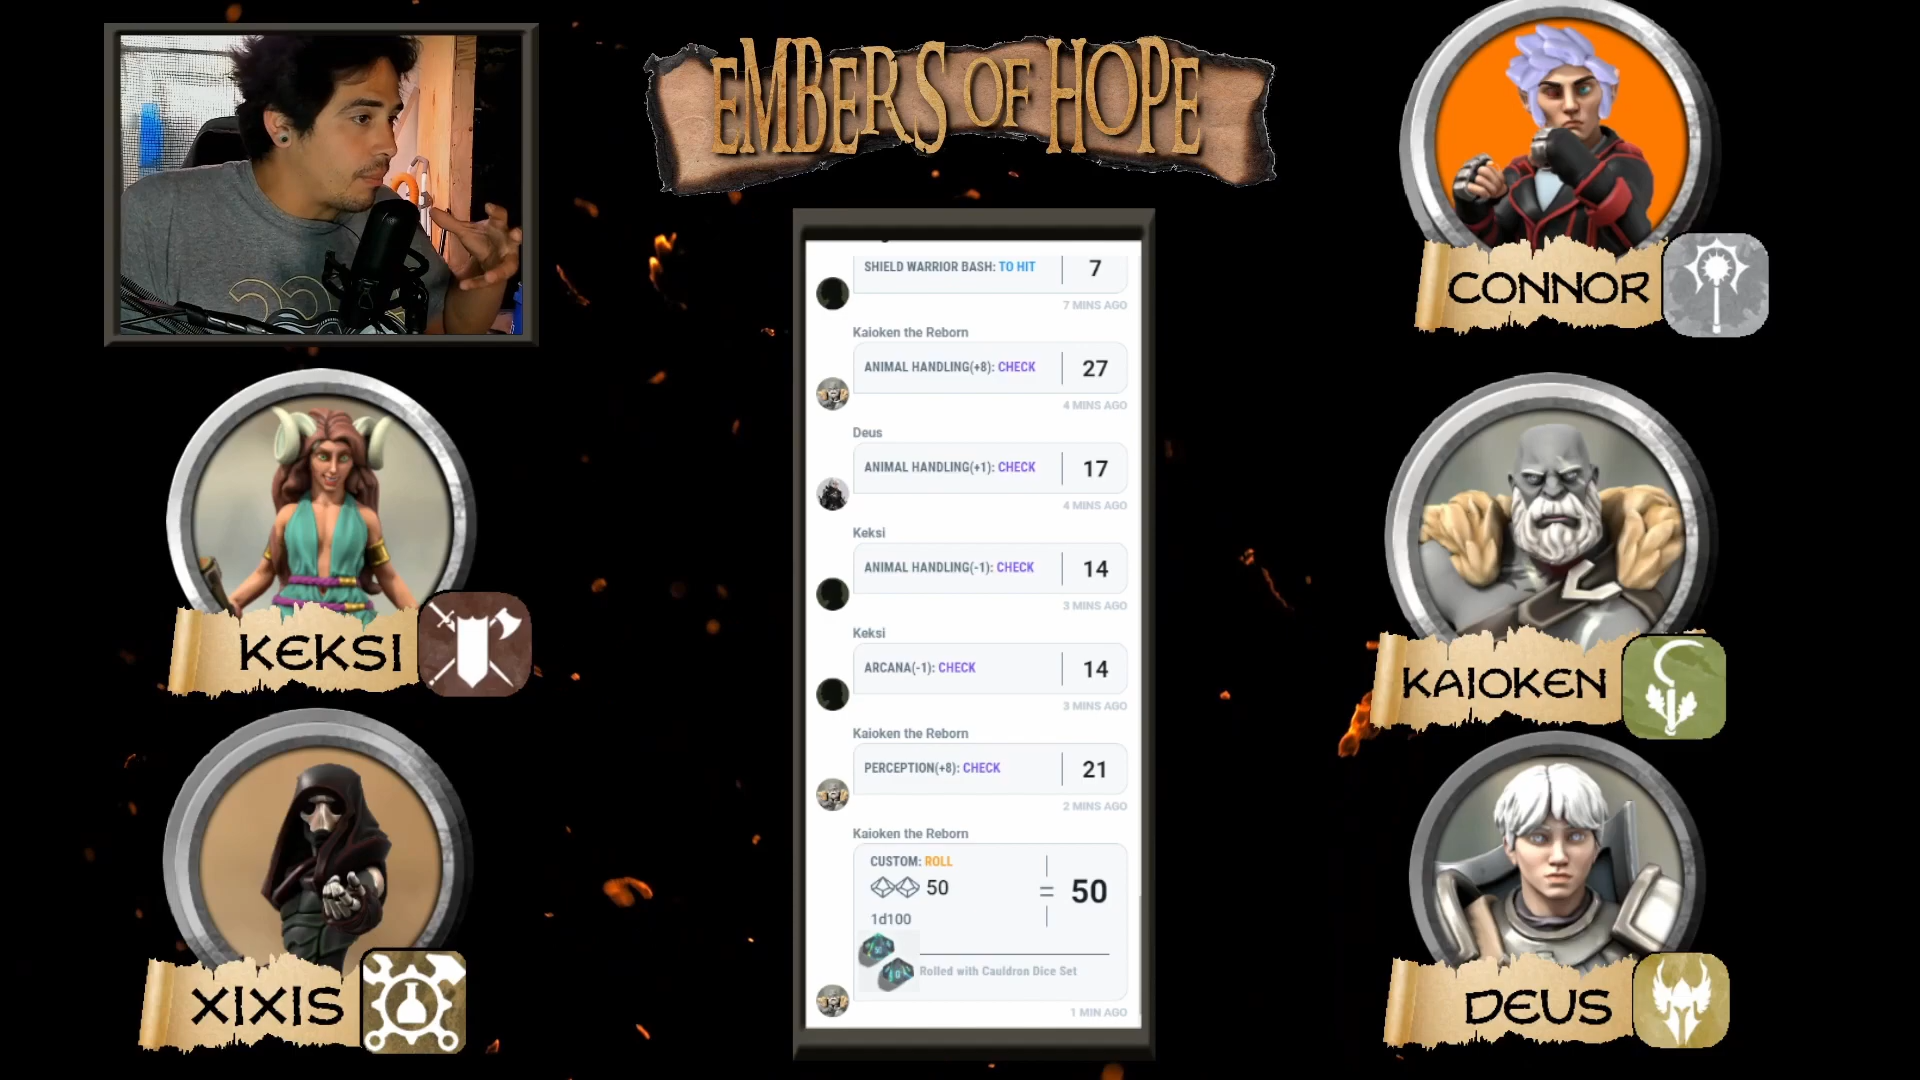 EMBERS OF HOPE
SHIELD WARRIOR BASH: TO HIT
7
7 MINS AGO
Kaioken the Reborn
ANIMAL HANDLING(+8): CHECK
27
4 MINS AGO
Deus
ANIMAL HANDLING(+1): CHECK
17
4 MINS AGO
Keksi
ANIMAL HANDLING(-1): CHECK
14
3 MINS AGO
Keksi
ARCANA(-1): CHECK
14
3 MINS AGO
Kaioken the Reborn
PERCEPTION(+8): CHECK
21
2 MINS AGO
Kaioken the Reborn
CUSTOM: ROLL
50 = 50
1d100
Rolled with Cauldron Dice Set
1 MIN AGO
KEKSI
XIXIS
CONNOR
KAIOKEN
DEUS